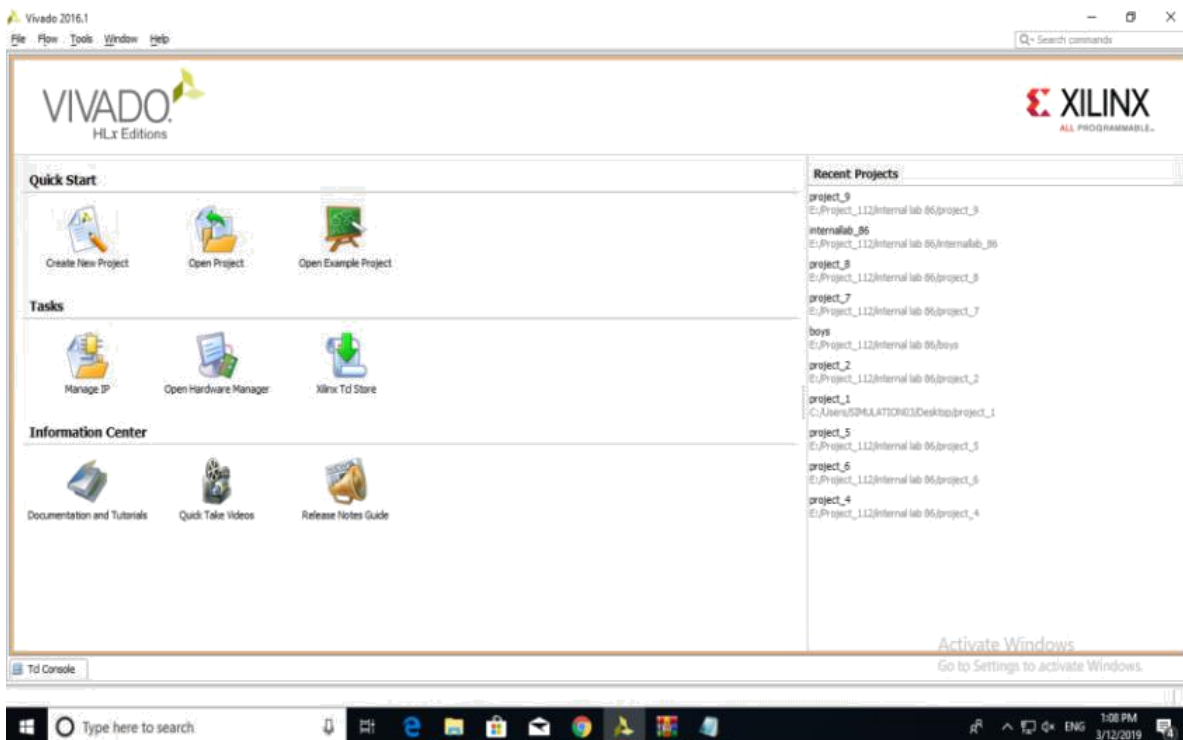 Vivado 2016.1
File Flow Tools Window Help
Search commands
VIVADO.
HLx Editions
XILINX
ALL PROGRAMMABLE™
Quick Start
Create New Project Open Project Open Example Project
Tasks
Manage IP Open Hardware Manager Xilinx Tcl Store
Information Center
Documentation and Tutorials Quick Take Videos Release Notes Guide
Recent Projects
project_9
E:/Project_112/internal lab 86/project_9
internallab_86
E:/Project_112/internal lab 86/internallab_86
project_8
E:/Project_112/internal lab 86/project_8
project_7
E:/Project_112/internal lab 86/project_7
boys
E:/Project_112/internal lab 86/boys
project_2
E:/Project_112/internal lab 86/project_2
project_1
C:/Users/SIMULATION03/Desktop/project_1
project_5
E:/Project_112/internal lab 86/project_5
project_6
E:/Project_112/internal lab 86/project_6
project_4
E:/Project_112/internal lab 86/project_4
Activate Windows
Go to Settings to activate Windows.
Tcl Console
Type here to search
ENG
1:08 PM
3/12/2019
4